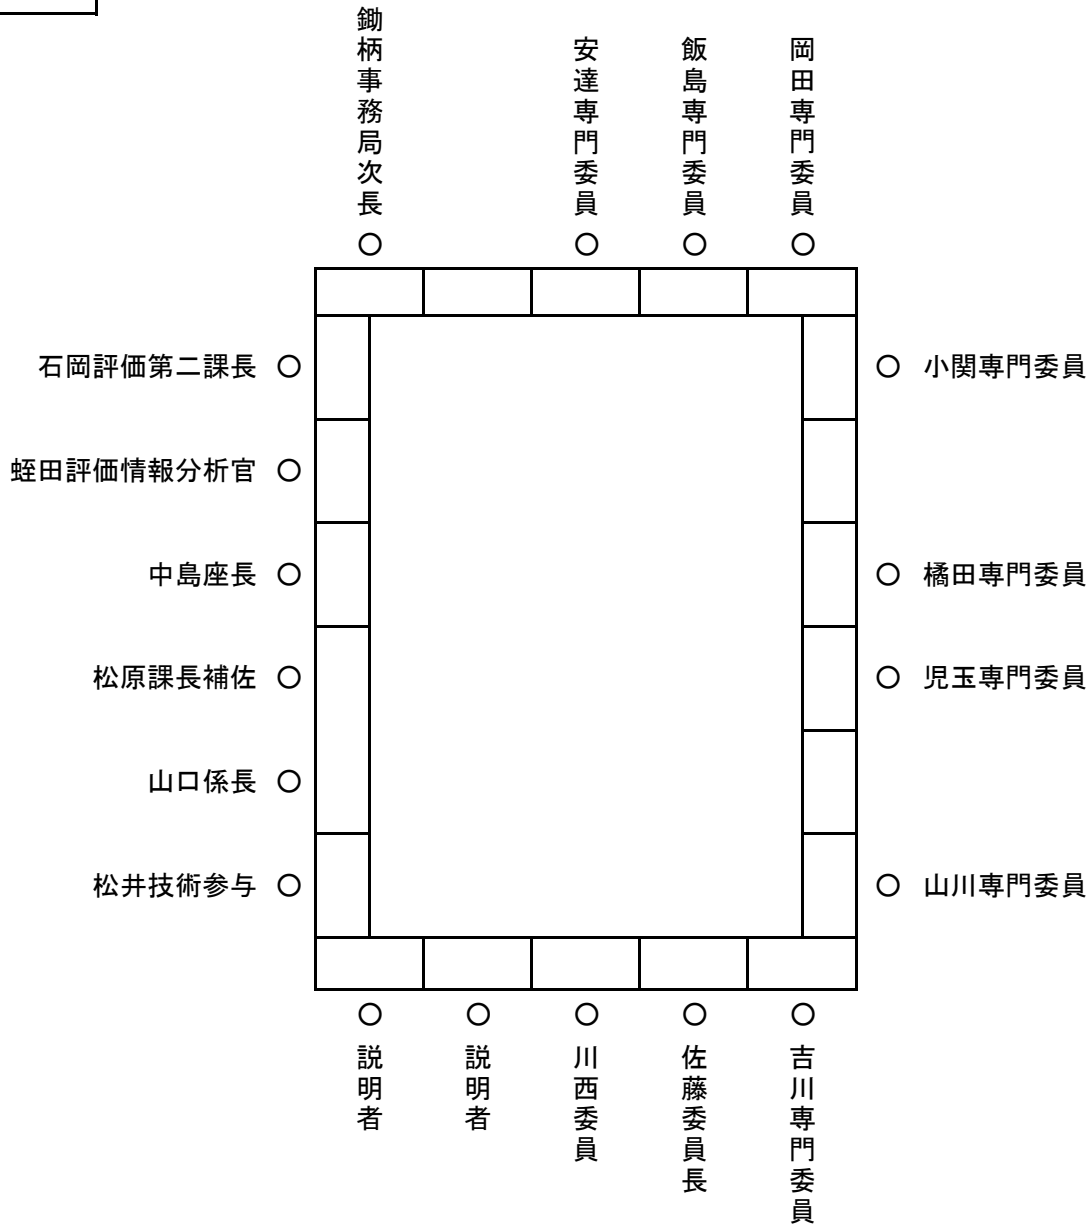 鋤柄事務局次長
安達専門委員
飯島専門委員
岡田専門委員
石岡評価第二課長
小関専門委員
蛭田評価情報分析官
中島座長
橘田専門委員
松原課長補佐
児玉専門委員
山口係長
松井技術参与
山川専門委員
説明者
説明者
川西委員
佐藤委員長
吉川専門委員